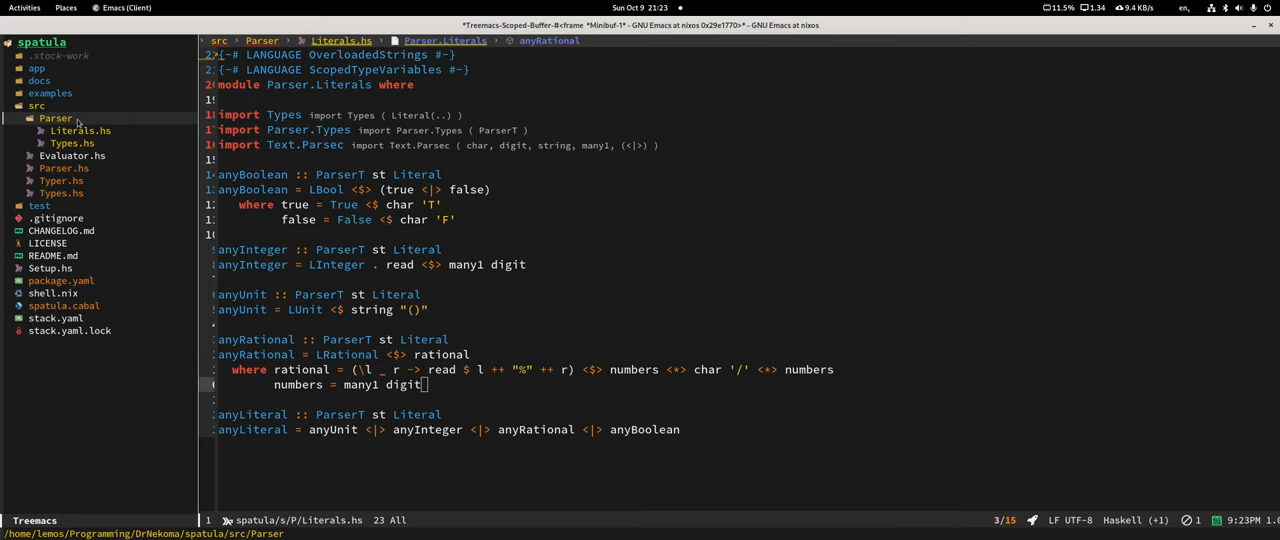 Activities Places Emacs (Client) Sun Oct 9 21:23 11.5% 1.34 9.4 KB/s en
*Treemacs-Scoped-Buffer-#<frame *Minibuf-1* - GNU Emacs at nixos 0x29e1770>* - GNU Emacs at nixos
spatula
.stack-work
app
docs
examples
src
Parser
Literals.hs
Types.hs
Evaluator.hs
Parser.hs
Typer.hs
Types.hs
test
.gitignore
CHANGELOG.md
LICENSE
README.md
Setup.hs
package.yaml
shell.nix
spatula.cabal
stack.yaml
stack.yaml.lock
› src › Parser › Literals.hs › Parser.Literals › anyRational
{-# LANGUAGE OverloadedStrings #-}
{-# LANGUAGE ScopedTypeVariables #-}
module Parser.Literals where
import Types import Types ( Literal(..) )
import Parser.Types import Parser.Types ( ParserT )
import Text.Parsec import Text.Parsec ( char, digit, string, many1, (<|>) )
anyBoolean :: ParserT st Literal
anyBoolean = LBool <$> (true <|> false)
where true = True <$ char 'T'
false = False <$ char 'F'
anyInteger :: ParserT st Literal
anyInteger = LInteger . read <$> many1 digit
anyUnit :: ParserT st Literal
anyUnit = LUnit <$ string "()"
anyRational :: ParserT st Literal
anyRational = LRational <$> rational
where rational = (\l _ r -> read $ l ++ "%" ++ r) <$> numbers <*> char '/' <*> numbers
numbers = many1 digit
anyLiteral :: ParserT st Literal
anyLiteral = anyUnit <|> anyInteger <|> anyRational <|> anyBoolean
Treemacs 1 spatula/s/P/Literals.hs 23 All 3/15 LF UTF-8 Haskell (+1) 1 9:23PM 1.0
/home/lemos/Programming/DrNekoma/spatula/src/Parser